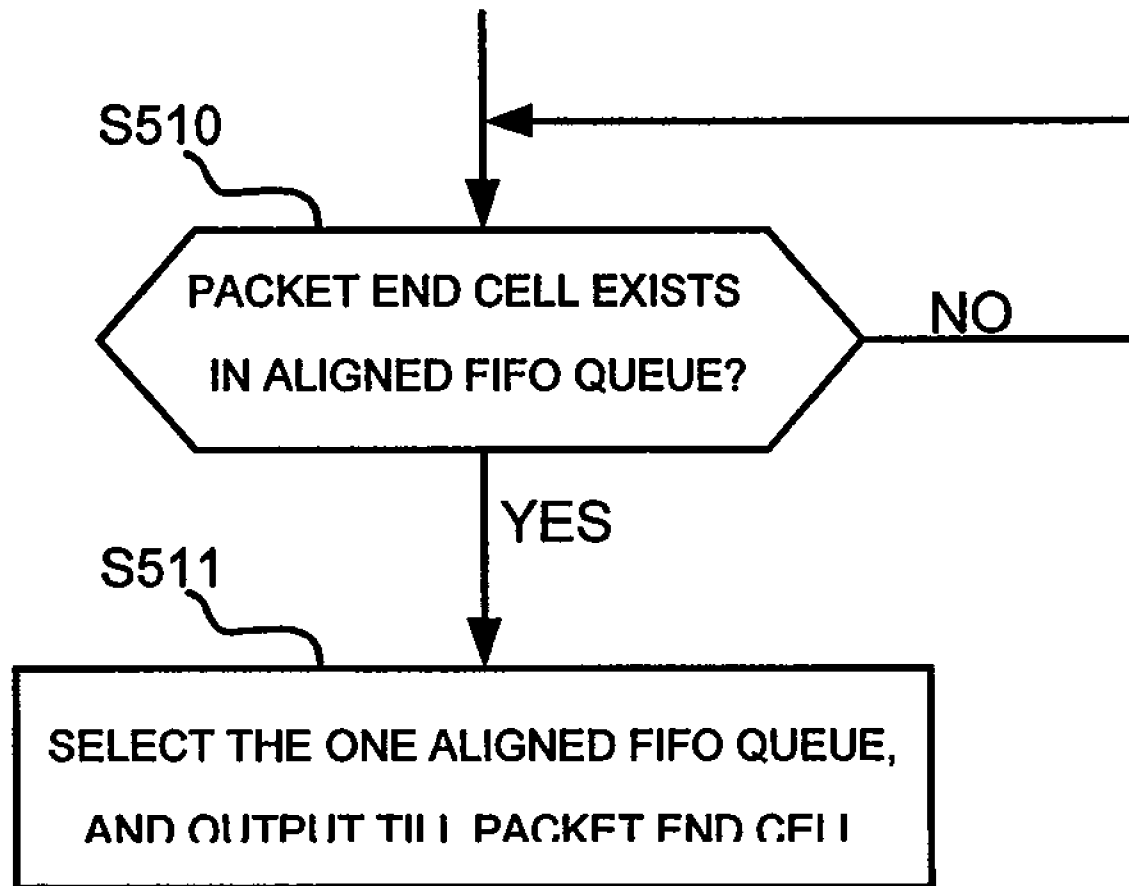 S510
PACKET END CELL EXISTS
IN ALIGNED FIFO QUEUE?
NO
YES
S511
SELECT THE ONE ALIGNED FIFO QUEUE,
AND OUTPUT TILL PACKET END CELL